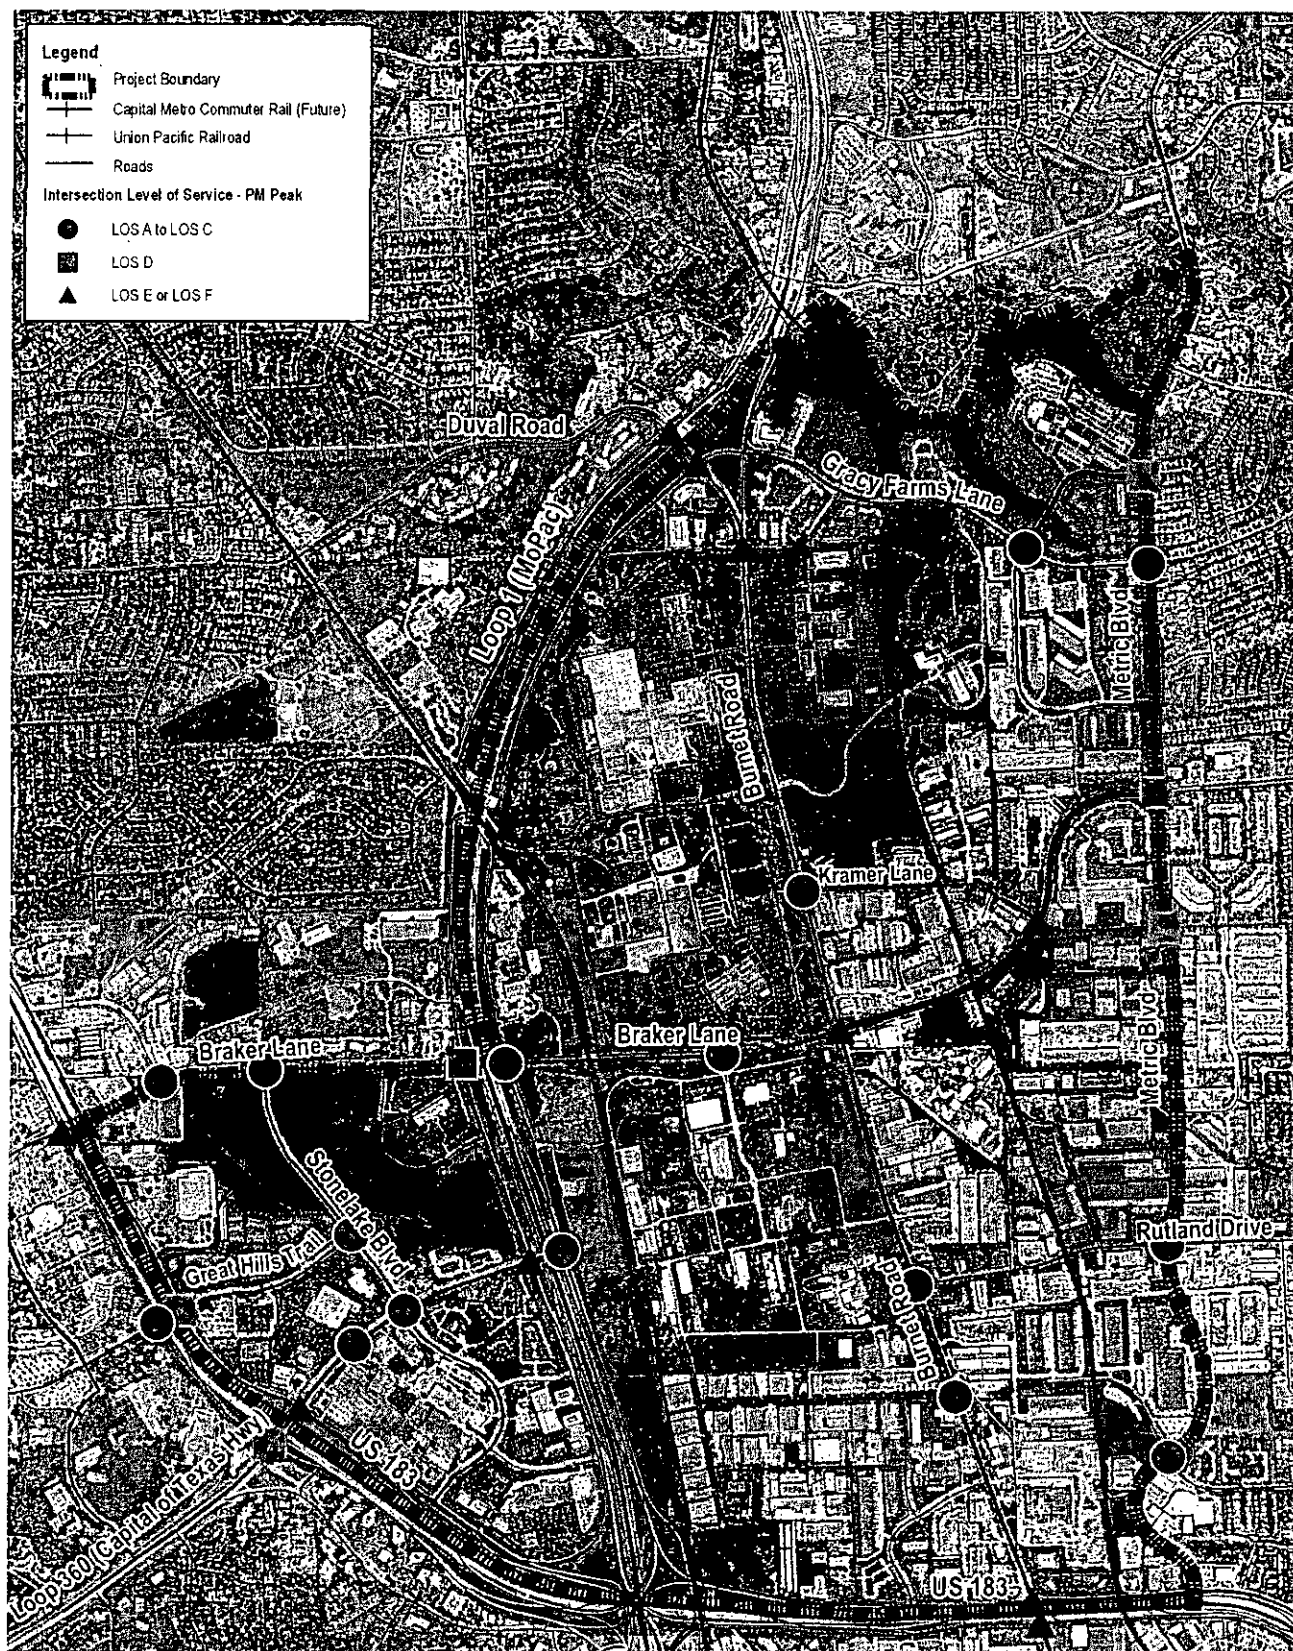 Legend
Project Boundary
Capital Metro Commuter Rail (Future)
Union Pacific Railroad
Roads
Intersection Level of Service - PM Peak
LOS A to LOS C
LOS D
LOS E or LOS F
Duval Road
Gracy Farms Lane
Loop 1 (MoPac)
Metric Blvd
Burnet Road
Kramer Lane
Braker Lane
Braker Lane
Metric Blvd
Stonelake Blvd
Great Hills Trail
Rutland Drive
Burnet Road
Loop 360 (Capital of Texas Hwy)
US 183
US 183